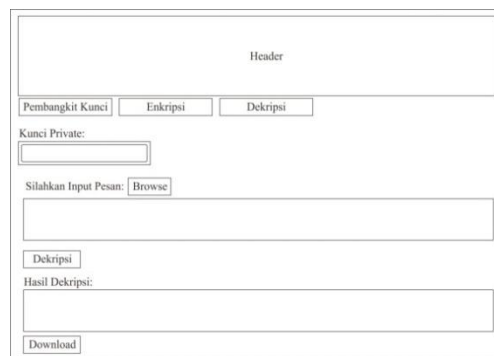 Header
Pembangkit Kunci Enkripsi Dekripsi
Kunci Private:
Silahkan Input Pesan: Browse
Dekripsi
Hasil Dekripsi:
Download